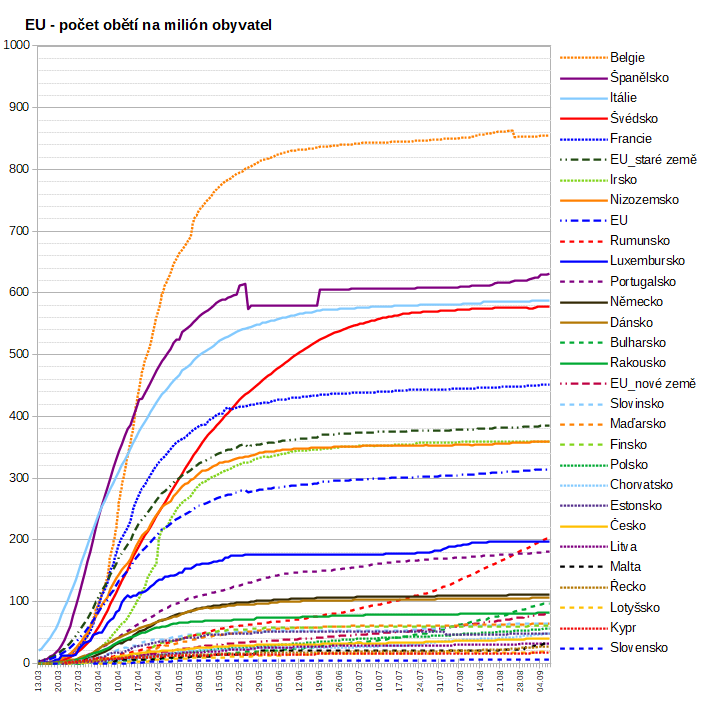 EU - počet obětí na milión obyvatel
1000
900
800
700
600
500
400
300
200
100
0
13.03
20.03
27.03
03.04
10.04
17.04
24.04
01.05
08.05
15.05
22.05
29.05
05.06
12.06
19.06
26.06
03.07
10.07
17.07
24.07
31.07
07.08
14.08
21.08
28.08
04.09
Belgie
Španělsko
Itálie
Švédsko
Francie
EU_staré země
Irsko
Nizozemsko
EU
Rumunsko
Luxembursko
Portugalsko
Německo
Dánsko
Bulharsko
Rakousko
EU_nové země
Slovinsko
Maďarsko
Finsko
Polsko
Chorvatsko
Estonsko
Česko
Litva
Malta
Řecko
Lotyšsko
Kypr
Slovensko